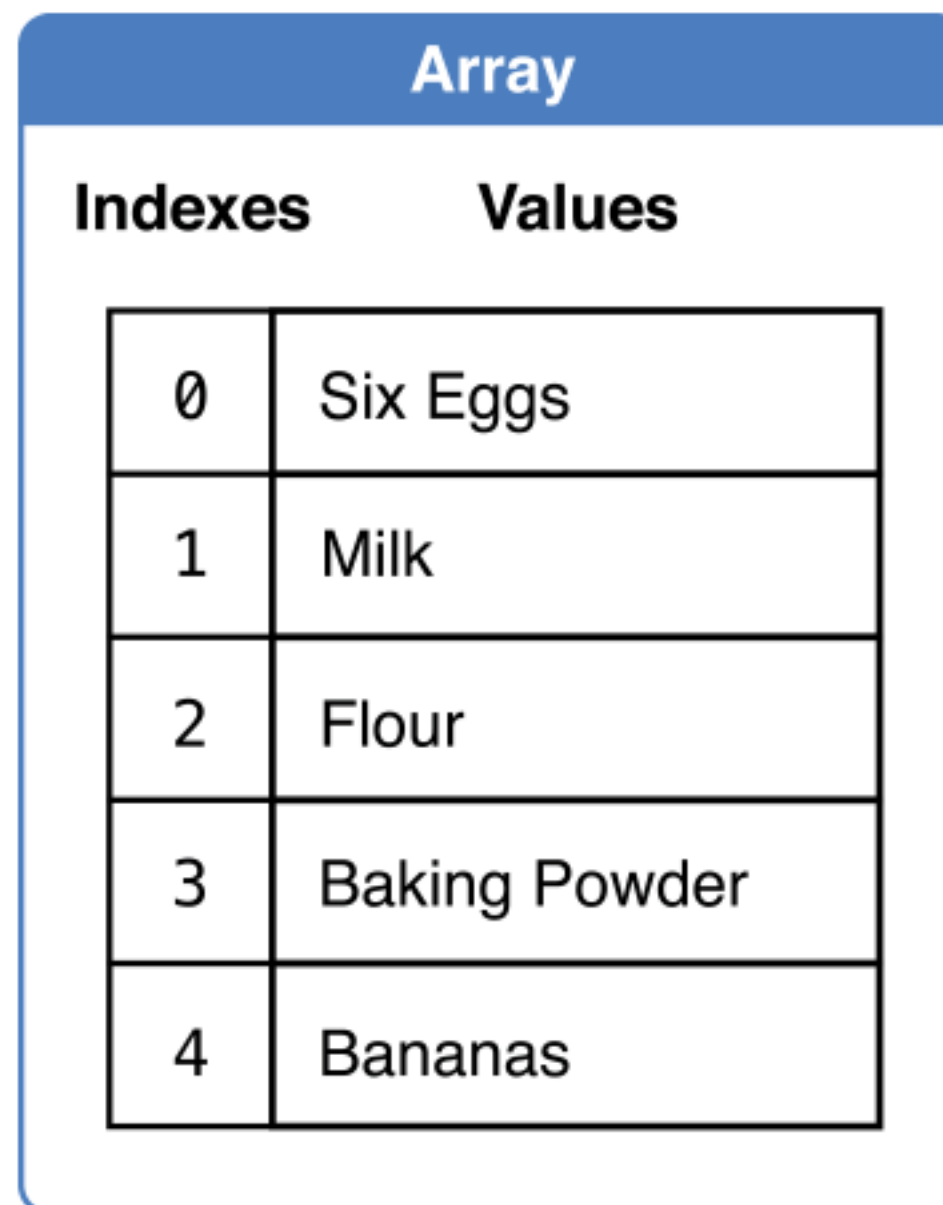 Array
Indexes Values
0 Six Eggs
1 Milk
2 Flour
3 Baking Powder
4 Bananas